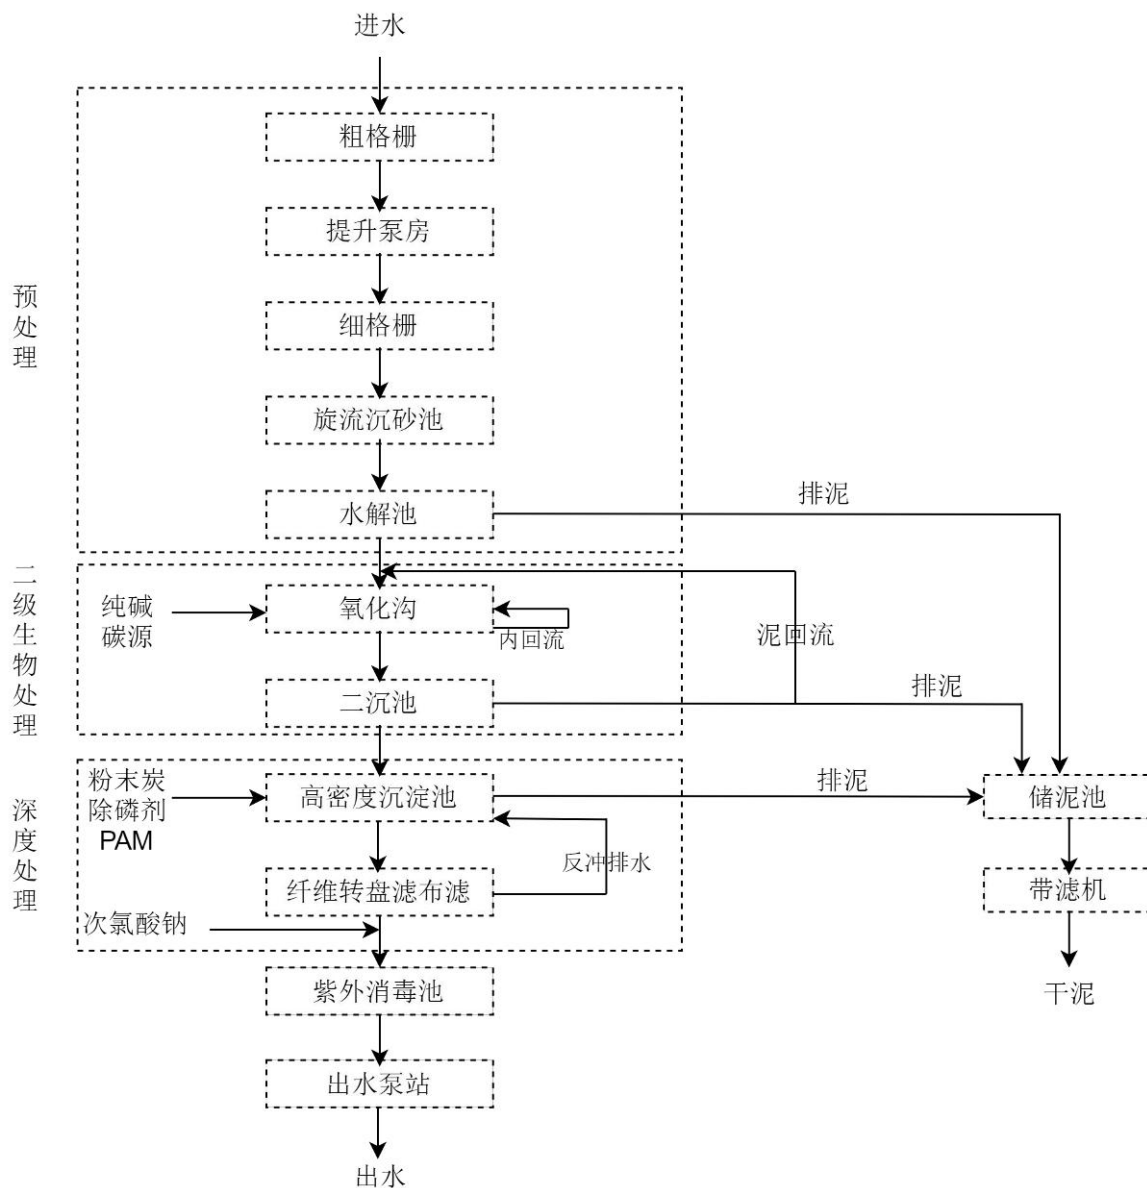 进水
粗格栅
提升泵房
细格栅
预处理
旋流沉砂池
水解池
排泥
二级生物处理
纯碱
碳源
氧化沟
内回流
泥回流
二沉池
排泥
深度处理
粉末炭
除磷剂
PAM
高密度沉淀池
排泥
储泥池
反冲排水
纤维转盘滤布滤
带滤机
次氯酸钠
紫外消毒池
干泥
出水泵站
出水